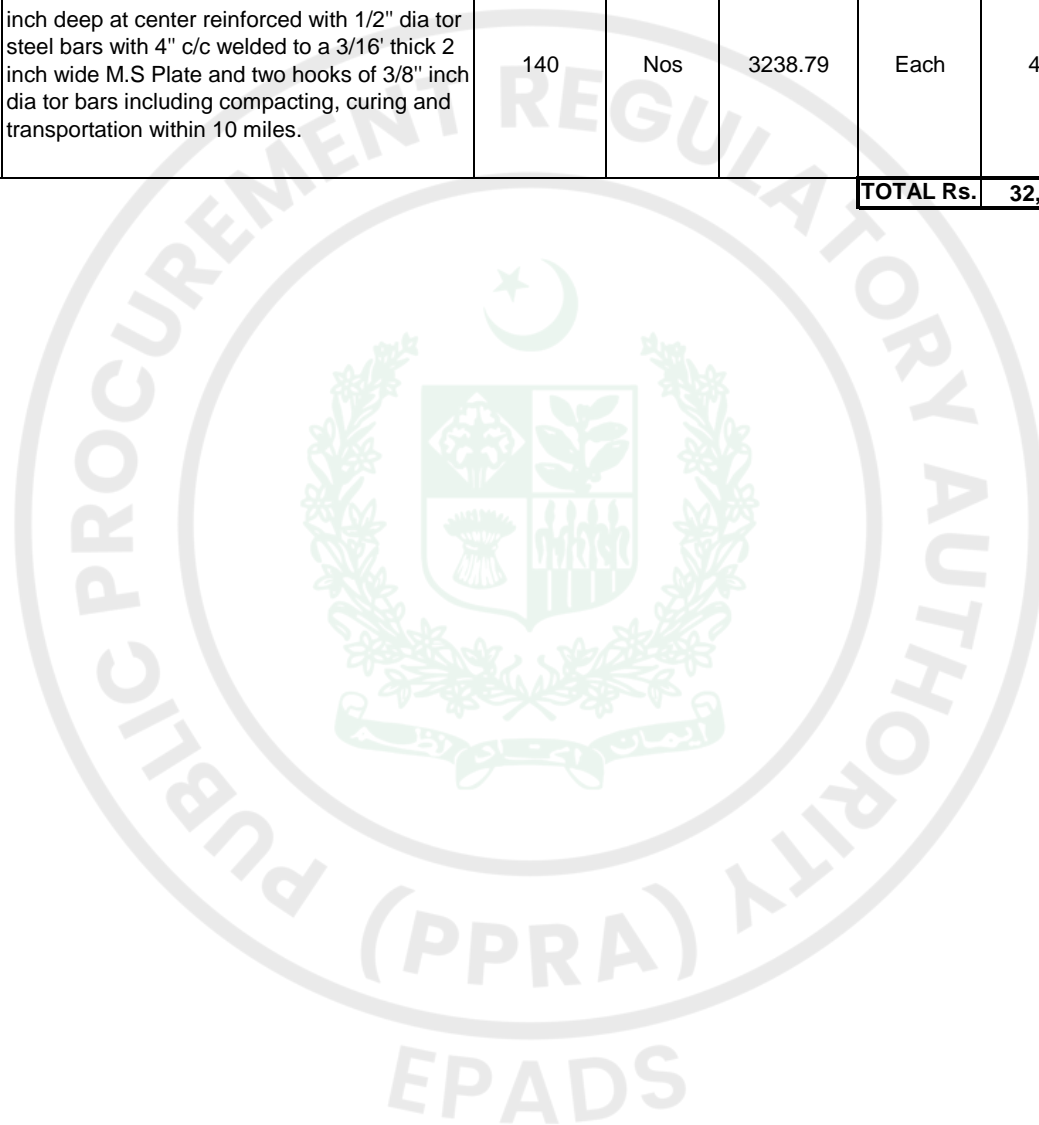 inch deep at center reinforced with 1/2" dia tor
steel bars with 4" c/c welded to a 3/16' thick 2
inch wide M.S Plate and two hooks of 3/8" inch
dia tor bars including compacting, curing and
transportation within 10 miles.
140 Nos 3238.79 Each 4
TOTAL Rs. 32,
PUBLIC PROCUREMENT REGULATORY AUTHORITY
(PPRA)
EPADS